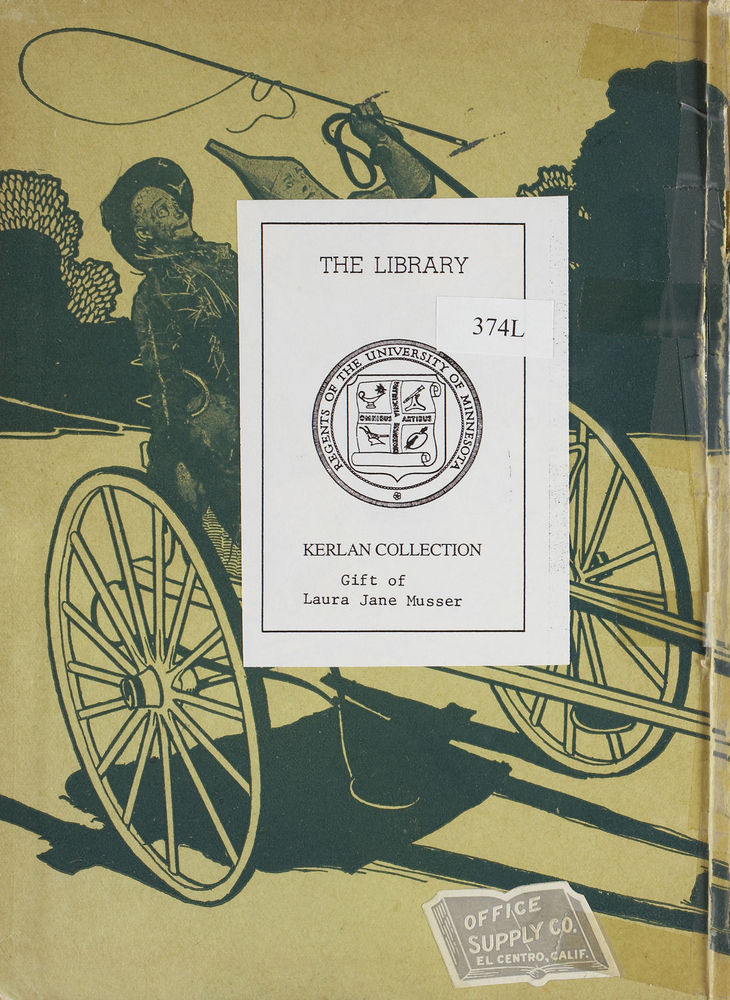 THE LIBRARY
374L
REGENTS OF THE UNIVERSITY OF MINNESOTA
OMNIBUS ARTIBUS
KERLAN COLLECTION
Gift of
Laura Jane Musser
OFFICE
SUPPLY CO.
EL CENTRO, CALIF.